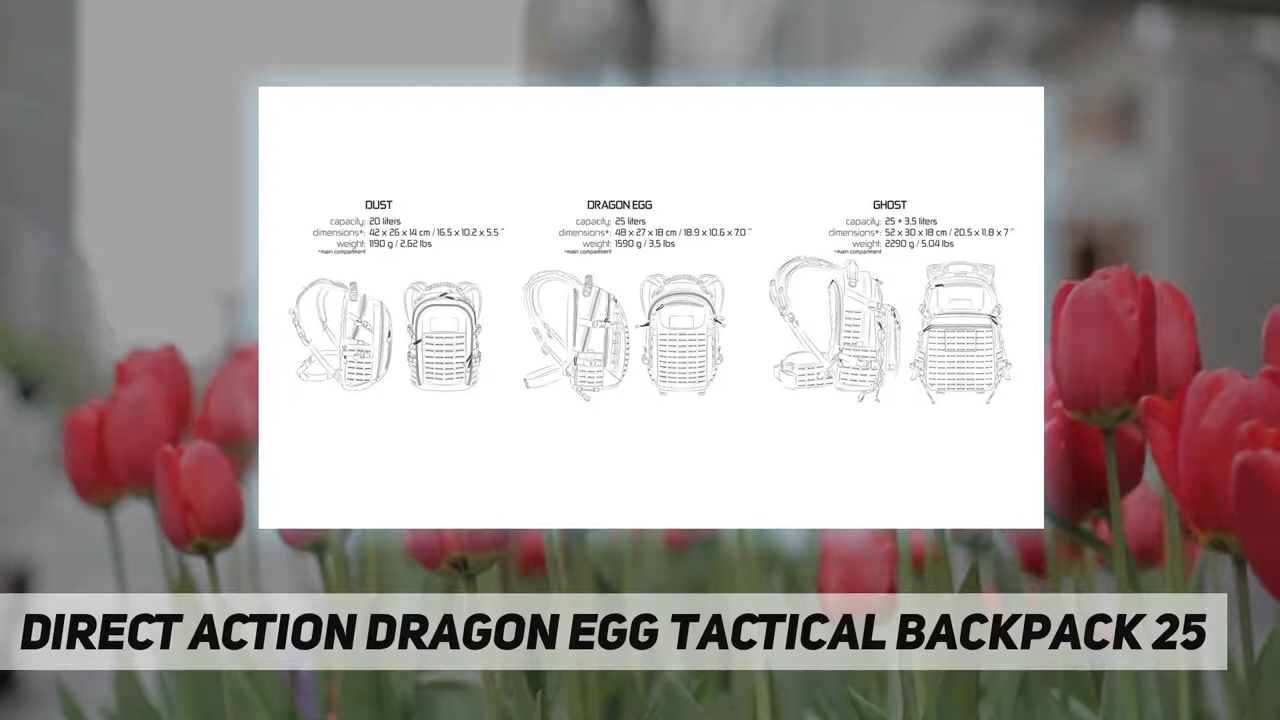 DUST
capacity: 20 liters
dimensions*: 42 x 26 x 14 cm / 16.5 x 10.2 x 5.5 ″
weight: 1190 g / 2.62 lbs
*main compartment
DRAGON EGG
capacity: 25 liters
dimensions*: 48 x 27 x 18 cm / 18.9 x 10.6 x 7.0 ″
weight: 1590 g / 3,5 lbs
*main compartment
GHOST
capacity: 25 + 3,5 liters
dimensions*: 52 x 30 x 18 cm / 20.5 x 11.8 x 7 ″
weight: 2290 g / 5.04 lbs
*main compartment
DIRECT ACTION DRAGON EGG TACTICAL BACKPACK 25